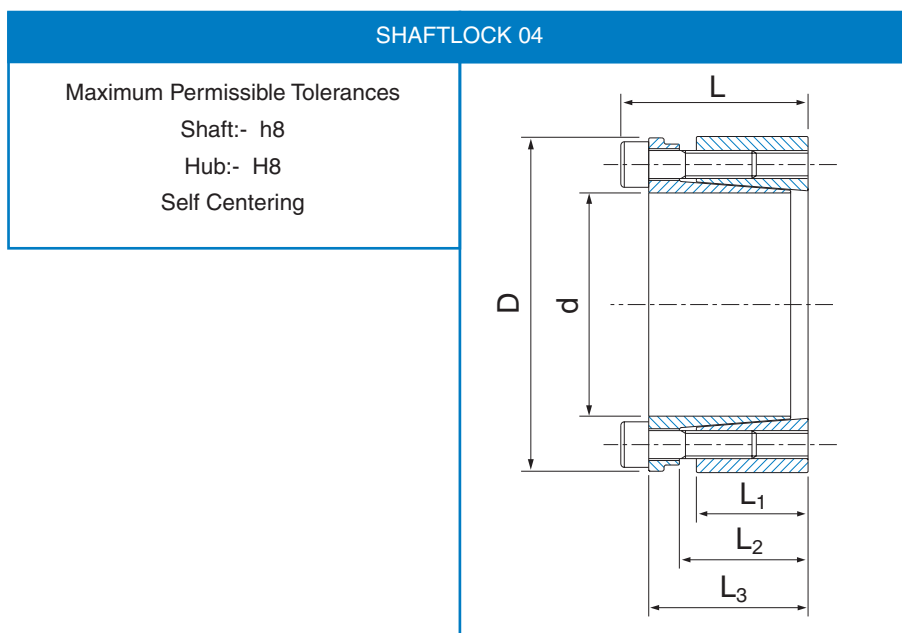 SHAFTLOCK 04
Maximum Permissible Tolerances
Shaft:- h8
Hub:- H8
Self Centering
L
D
d
L₁
L₂
L₃